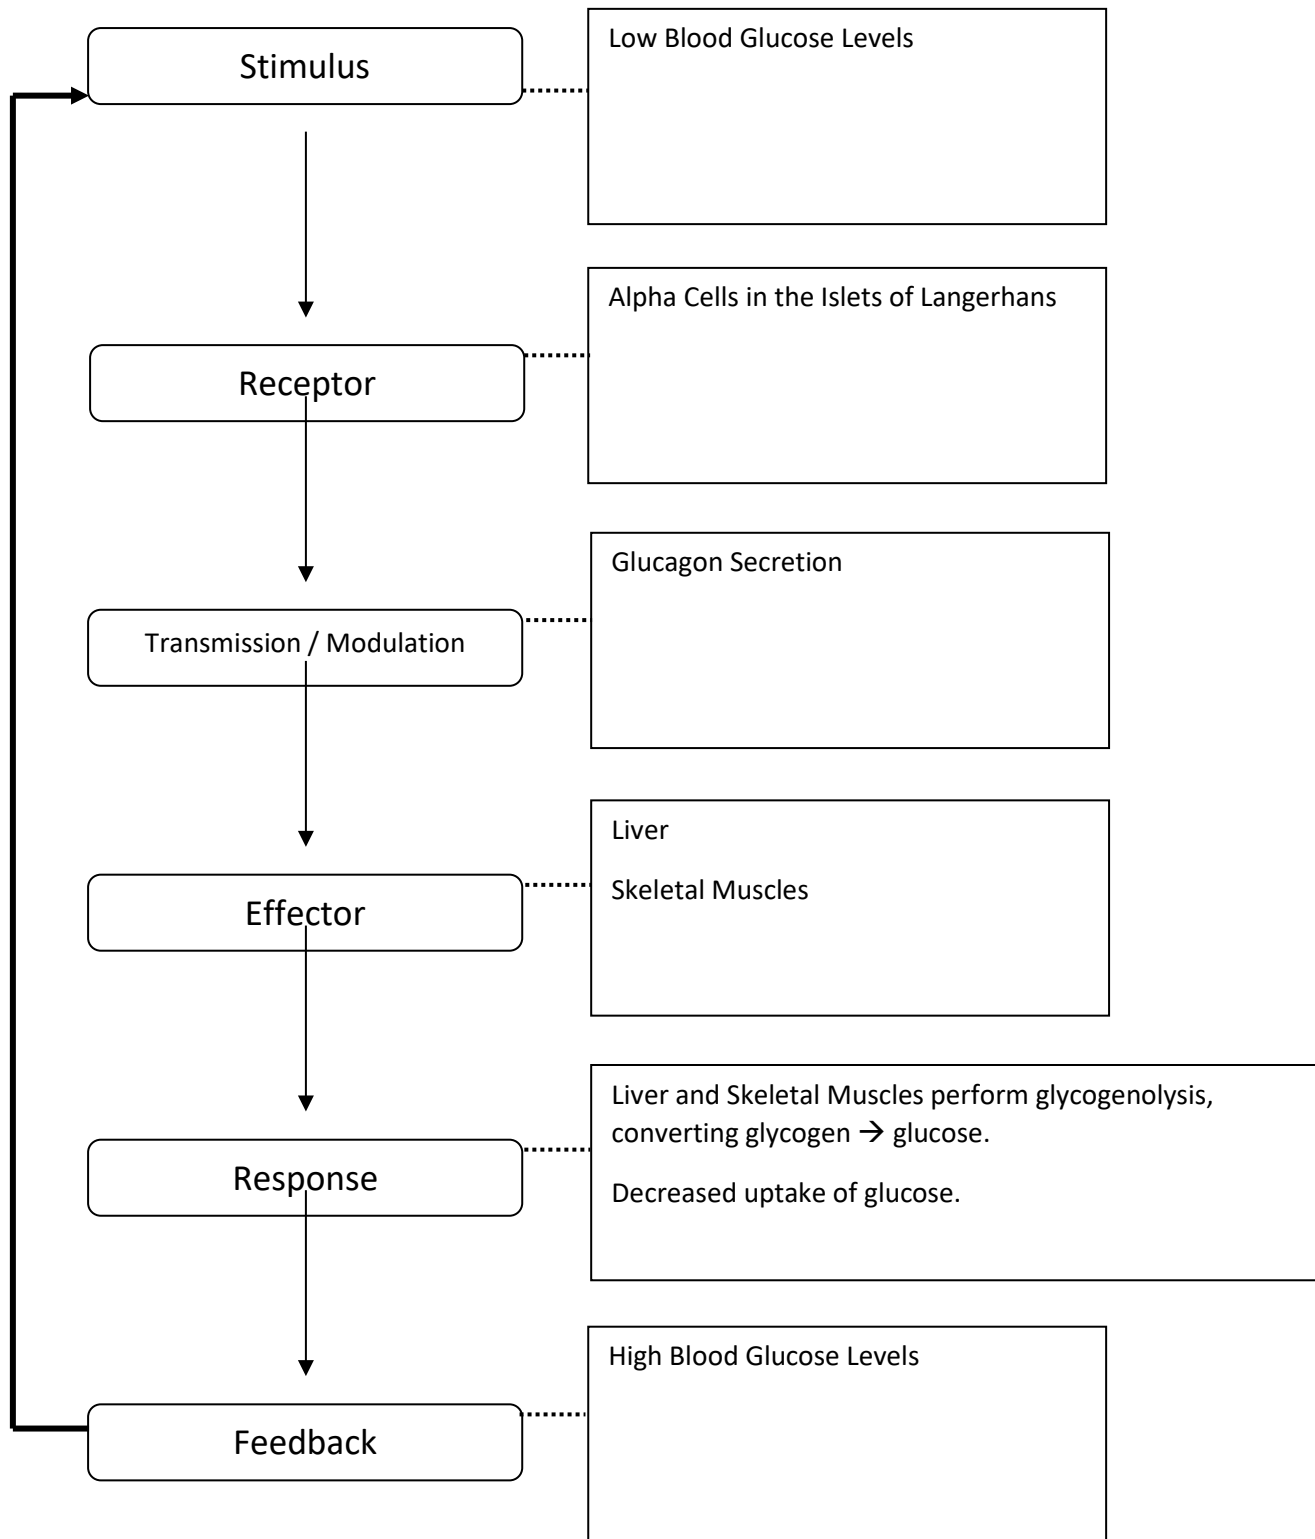 Stimulus
Low Blood Glucose Levels
Receptor
Alpha Cells in the Islets of Langerhans
Transmission / Modulation
Glucagon Secretion
Effector
Liver
Skeletal Muscles
Response
Liver and Skeletal Muscles perform glycogenolysis,
converting glycogen → glucose.
Decreased uptake of glucose.
Feedback
High Blood Glucose Levels